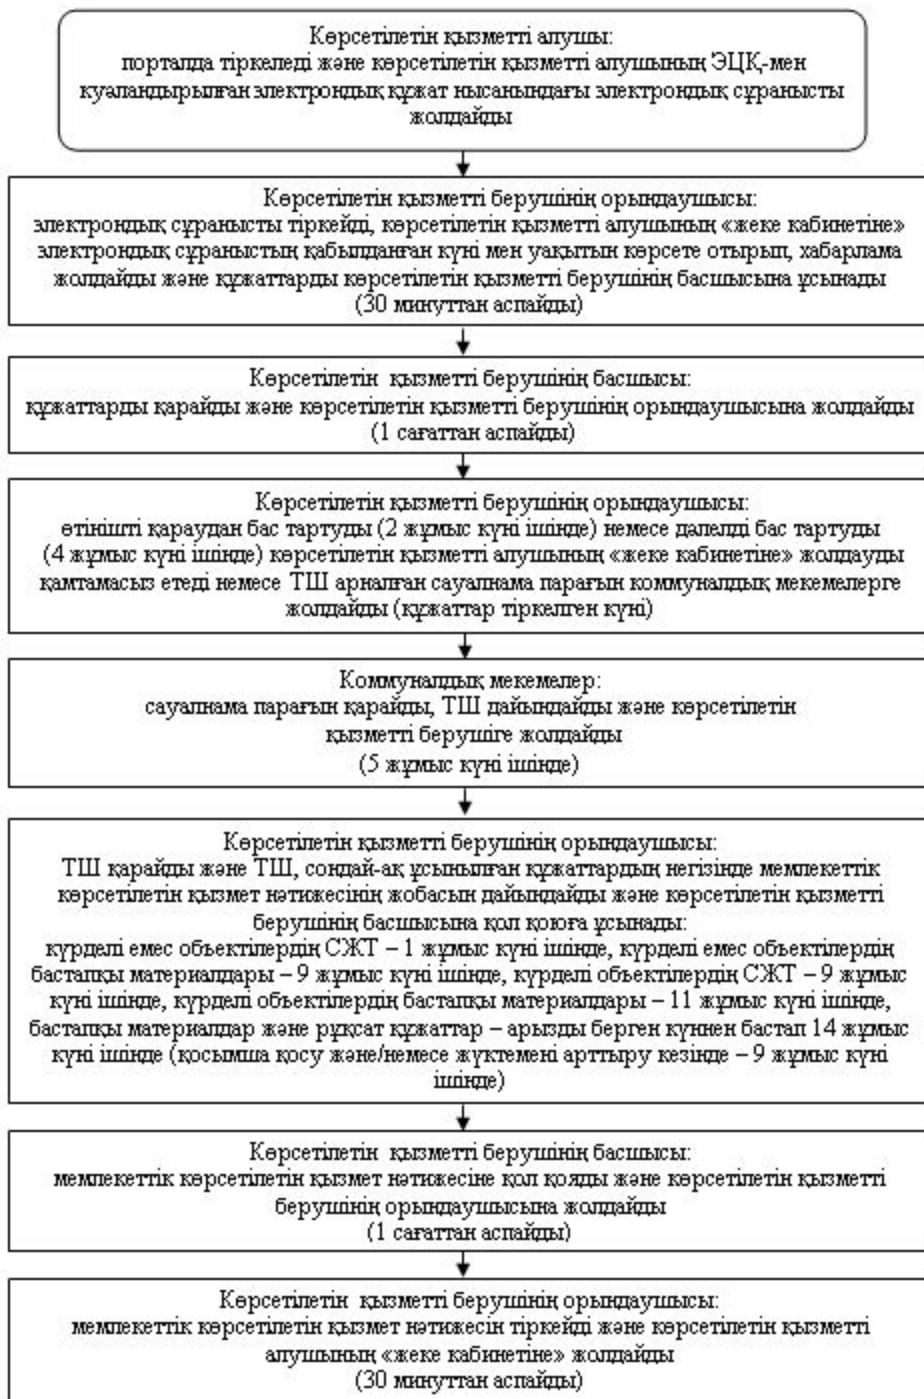 Көрсетілетін қызметті алушы:
порталда тіркеледі және көрсетілетін қызметті алушының ЭЦҚ-мен
куәландырылған электрондық құжат нысанындағы электрондық сұранысты
жолдайды
Көрсетілетін қызметті берушінің орындаушысы:
электрондық сұранысты тіркейді, көрсетілетін қызметті алушының «жеке кабинетіне»
электрондық сұраныстың қабылданған күні мен уақытын көрсете отырып, хабарлама
жолдайды және құжаттарды көрсетілетін қызметті берушінің басшысына ұсынады
(30 минуттан аспайды)
Көрсетілетін қызметті берушінің басшысы:
құжаттарды қарайды және көрсетілетін қызметті берушінің орындаушысына жолдайды
(1 сағаттан аспайды)
Көрсетілетін қызметті берушінің орындаушысы:
өтінішті қараудан бас тартуды (2 жұмыс күні ішінде) немесе дәлелді бас тартуды
(4 жұмыс күні ішінде) көрсетілетін қызметті алушының «жеке кабинетіне» жолдауды
қамтамасыз етеді немесе ТШ арналған сауалнама парағын коммуналдық мекемелерге
жолдайды (құжаттар тіркелген күні)
Коммуналдық мекемелер:
сауалнама парағын қарайды, ТШ дайындайды және көрсетілетін
қызметті берушіге жолдайды
(5 жұмыс күні ішінде)
Көрсетілетін қызметті берушінің орындаушысы:
ТШ қарайды және ТШ, сондай-ақ ұсынылған құжаттардың негізінде мемлекеттік
көрсетілетін қызмет нәтижесінің жобасын дайындайды және көрсетілетін қызметті
берушінің басшысына қол қоюға ұсынады:
күрделі емес объектілердің СЖТ – 1 жұмыс күні ішінде, күрделі емес объектілердің
бастапқы материалдары – 9 жұмыс күні ішінде, күрделі объектілердің СЖТ – 9 жұмыс
күні ішінде, күрделі объектілердің бастапқы материалдары – 11 жұмыс күні ішінде,
бастапқы материалдар және рұқсат құжаттар – арызды берген күннен бастап 14 жұмыс
күні ішінде (қосымша қосу және/немесе жүктемені арттыру кезінде – 9 жұмыс күні
ішінде)
Көрсетілетін қызметті берушінің басшысы:
мемлекеттік көрсетілетін қызмет нәтижесіне қол қояды және көрсетілетін қызметті
берушінің орындаушысына жолдайды
(1 сағаттан аспайды)
Көрсетілетін қызметті берушінің орындаушысы:
мемлекеттік көрсетілетін қызмет нәтижесін тіркейді және көрсетілетін қызметті
алушының «жеке кабинетіне» жолдайды
(30 минуттан аспайды)